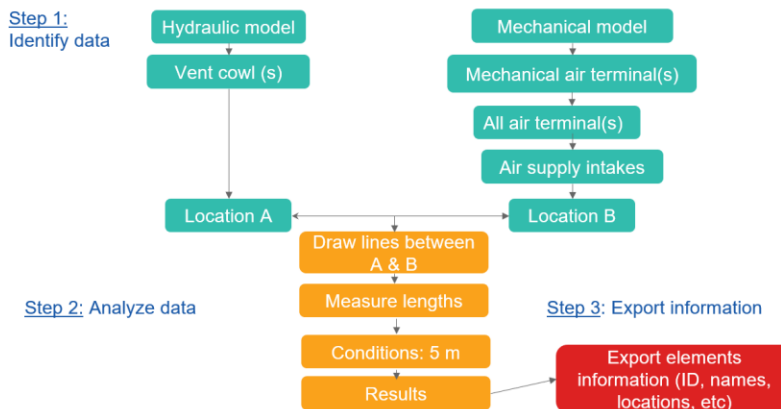 Step 1:
Identify data
Hydraulic model
Mechanical model
Vent cowl (s)
Mechanical air terminal(s)
All air terminal(s)
Air supply intakes
Location A
Location B
Draw lines between
A & B
Step 2: Analyze data
Measure lengths
Step 3: Export information
Conditions: 5 m
Results
Export elements
information (ID, names,
locations, etc)